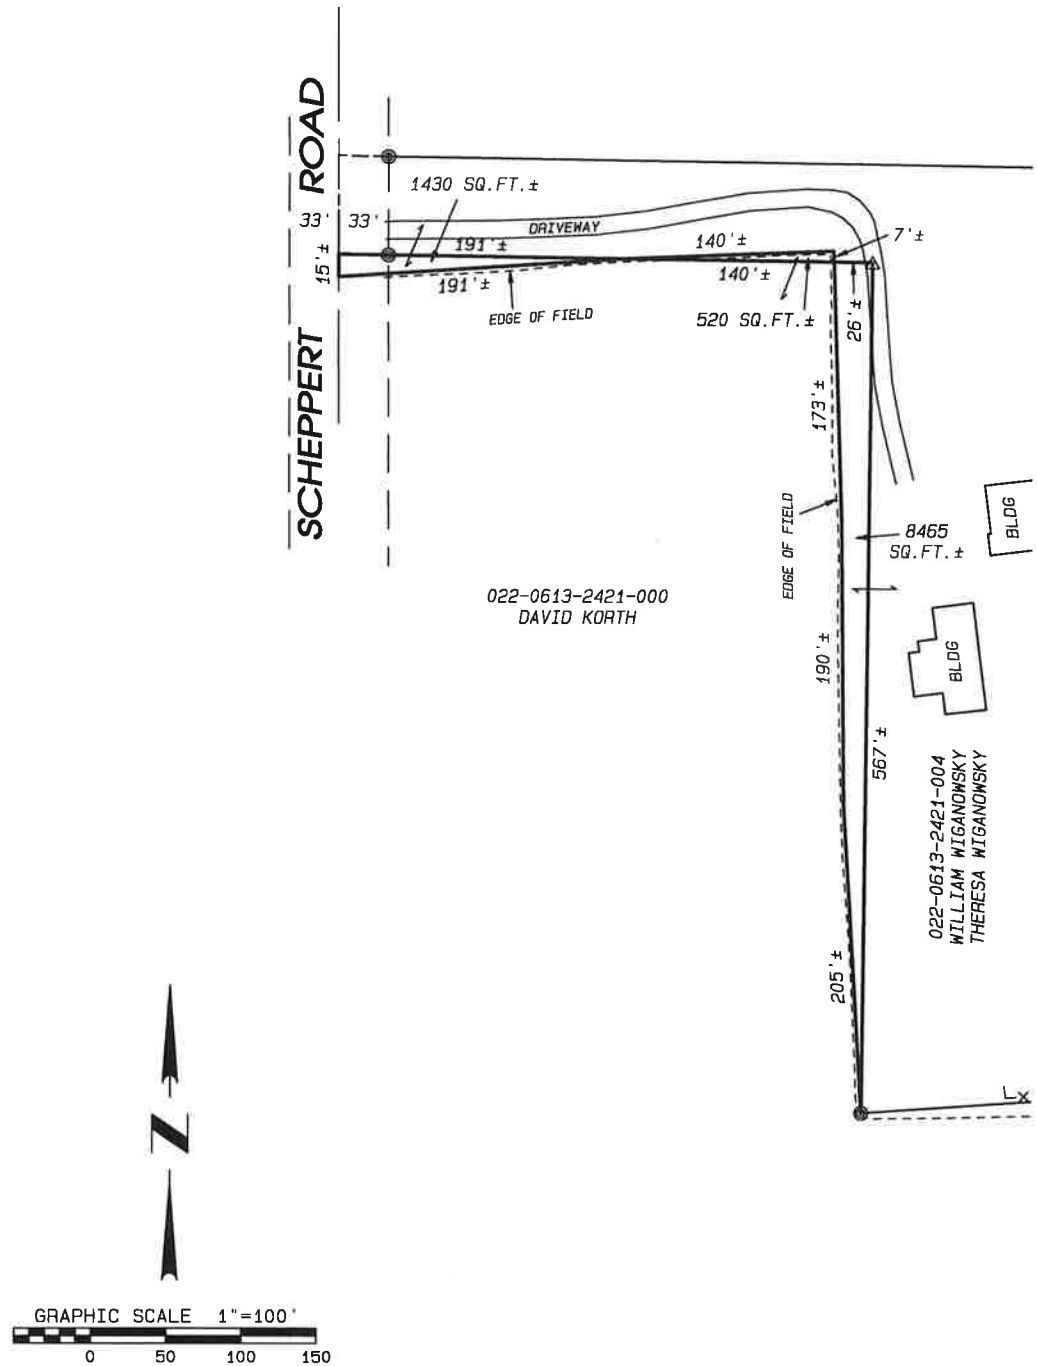 SCHEPPERT ROAD
1430 SQ.FT.±
33' 33'
15'±
DRIVEWAY
191'±
191'±
140'±
140'±
7'±
EDGE OF FIELD
520 SQ.FT.±
26'±
173'±
EDGE OF FIELD
8465
SQ.FT.±
BLDG
022-0613-2421-000
DAVID KORTH
190'±
BLDG
567'±
022-0613-2421-004
WILLIAM WIGANOWSKY
THERESA WIGANOWSKY
205'±
x
N
GRAPHIC SCALE 1"=100'
0 50 100 150